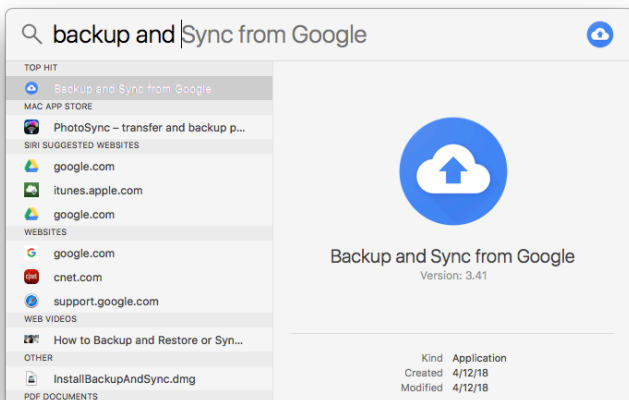 backup and Sync from Google
TOP HIT
Backup and Sync from Google
MAC APP STORE
PhotoSync – transfer and backup p...
SIRI SUGGESTED WEBSITES
google.com
itunes.apple.com
google.com
WEBSITES
google.com
cnet.com
support.google.com
WEB VIDEOS
How to Backup and Restore or Syn...
OTHER
InstallBackupAndSync.dmg
PDF DOCUMENTS
Backup and Sync from Google
Version: 3.41
Kind Application
Created 4/12/18
Modified 4/12/18